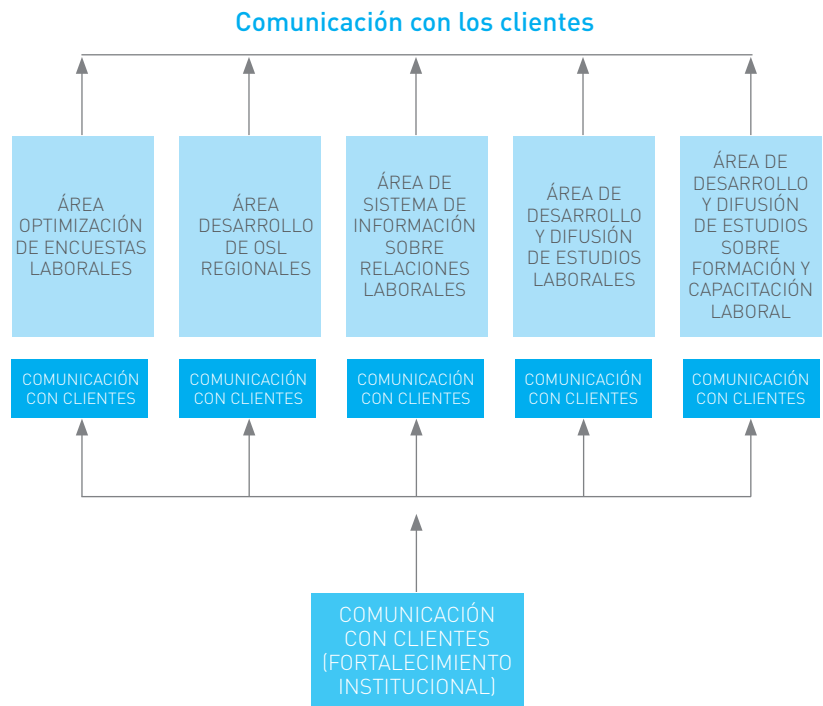 Comunicación con los clientes
ÁREA
OPTIMIZACIÓN
DE ENCUESTAS
LABORALES
ÁREA
DESARROLLO
DE OSL
REGIONALES
ÁREA DE
SISTEMA DE
INFORMACIÓN
SOBRE
RELACIONES
LABORALES
ÁREA DE
DESARROLLO
Y DIFUSIÓN
DE ESTUDIOS
LABORALES
ÁREA DE
DESARROLLO
Y DIFUSIÓN
DE ESTUDIOS
SOBRE
FORMACIÓN Y
CAPACITACIÓN
LABORAL
COMUNICACIÓN
CON CLIENTES
COMUNICACIÓN
CON CLIENTES
COMUNICACIÓN
CON CLIENTES
COMUNICACIÓN
CON CLIENTES
COMUNICACIÓN
CON CLIENTES
COMUNICACIÓN
CON CLIENTES
(FORTALECIMIENTO
INSTITUCIONAL)